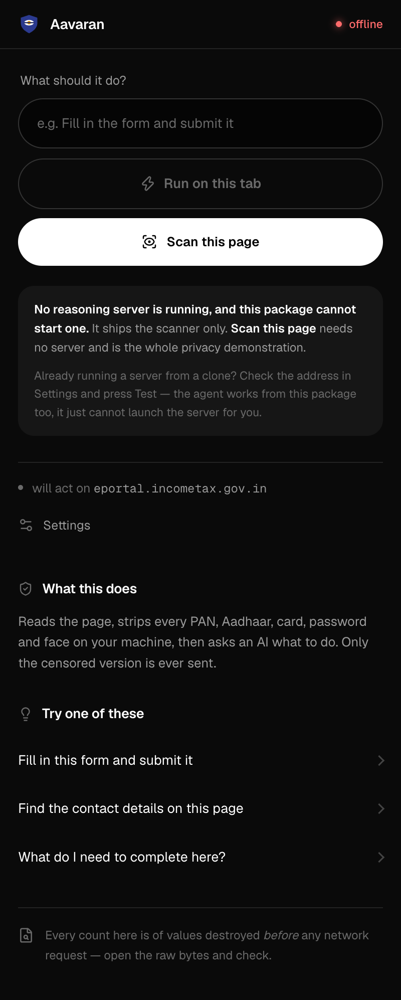 Aavaran
offline
What should it do?
e.g. Fill in the form and submit it
Run on this tab
Scan this page
No reasoning server is running, and this package cannot
start one. It ships the scanner only. Scan this page needs
no server and is the whole privacy demonstration.
Already running a server from a clone? Check the address in
Settings and press Test — the agent works from this package
too, it just cannot launch the server for you.
will act on eportal.incometax.gov.in
Settings
What this does
Reads the page, strips every PAN, Aadhaar, card, password
and face on your machine, then asks an AI what to do. Only
the censored version is ever sent.
Try one of these
Fill in this form and submit it
Find the contact details on this page
What do I need to complete here?
Every count here is of values destroyed before any network
request — open the raw bytes and check.